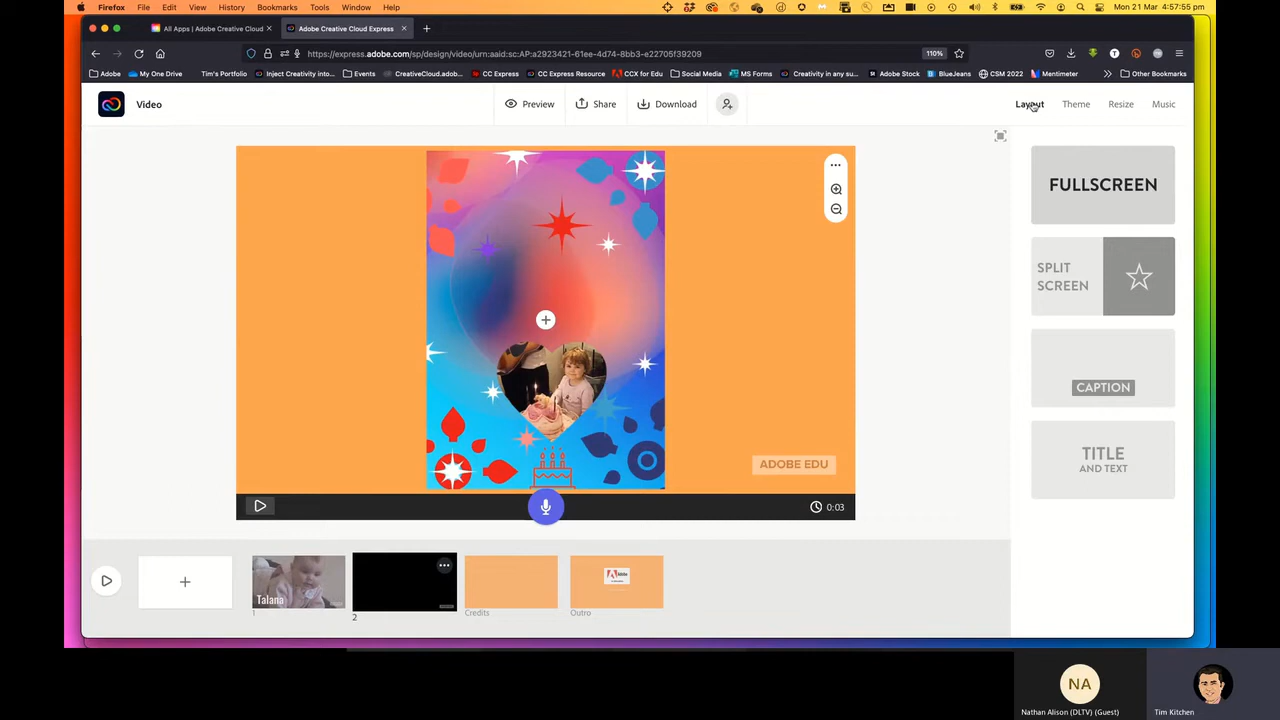 Firefox File Edit View History Bookmarks Tools Window Help Mon 21 Mar 4:57:55 pm
All Apps | Adobe Creative Cloud Adobe Creative Cloud Express
https://express.adobe.com/sp/design/video/urn:aaid:sc:AP:a2923421-61ee-4d74-8bb3-e22705f39209 110%
Adobe My One Drive Tim's Portfolio Inject Creativity into... Events CreativeCloud.adob... CC Express CC Express Resource CCX for Edu Social Media MS Forms Creativity in any su... Adobe Stock BlueJeans CSM 2022 Mentimeter Other Bookmarks
Video Preview Share Download Layout Theme Resize Music
FULLSCREEN
SPLIT
SCREEN
CAPTION
TITLE
AND TEXT
ADOBE EDU
0:03
Talana
1 2 Credits Outro
Adobe
NA
Nathan Alison (DLTV) (Guest) Tim Kitchen